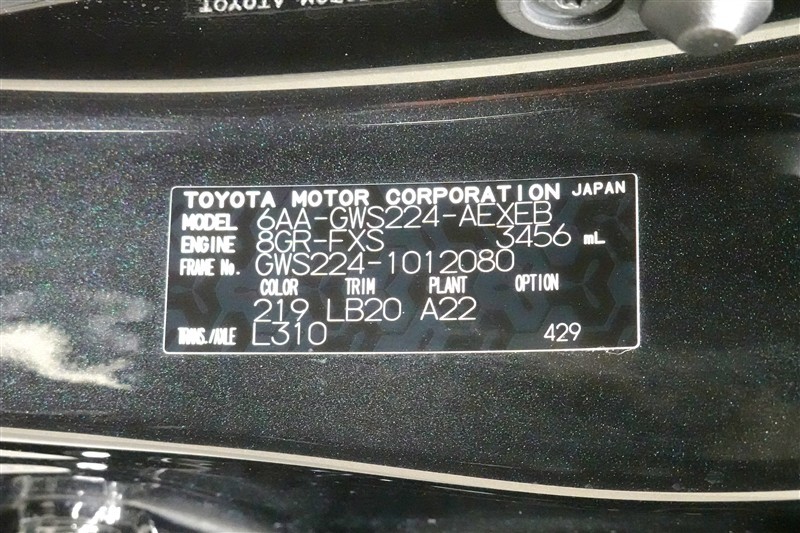 TOYOTA MOTOR CORPORATION JAPAN
MODEL 6AA-GWS224-AEXEB
ENGINE 8GR-FXS 3456 mL
FRAME No. GWS224-1012080
COLOR TRIM PLANT OPTION
219 LB20 A22
TRANS./AXLE L310 429